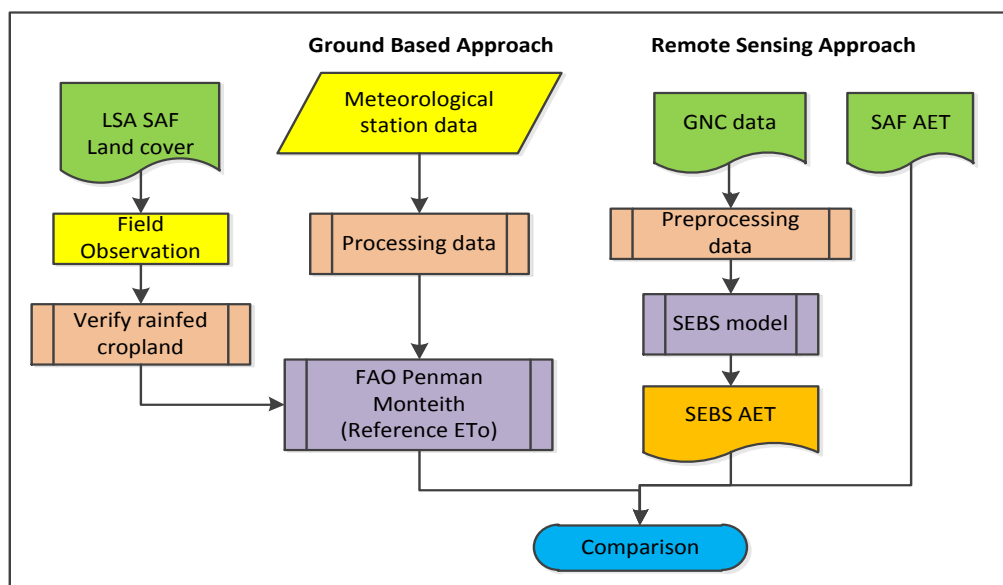 Ground Based Approach
Remote Sensing Approach
LSA SAF
Land cover
Meteorological
station data
GNC data
SAF AET
Field
Observation
Processing data
Preprocessing
data
Verify rainfed
cropland
SEBS model
FAO Penman
Monteith
(Reference ETo)
SEBS AET
Comparison